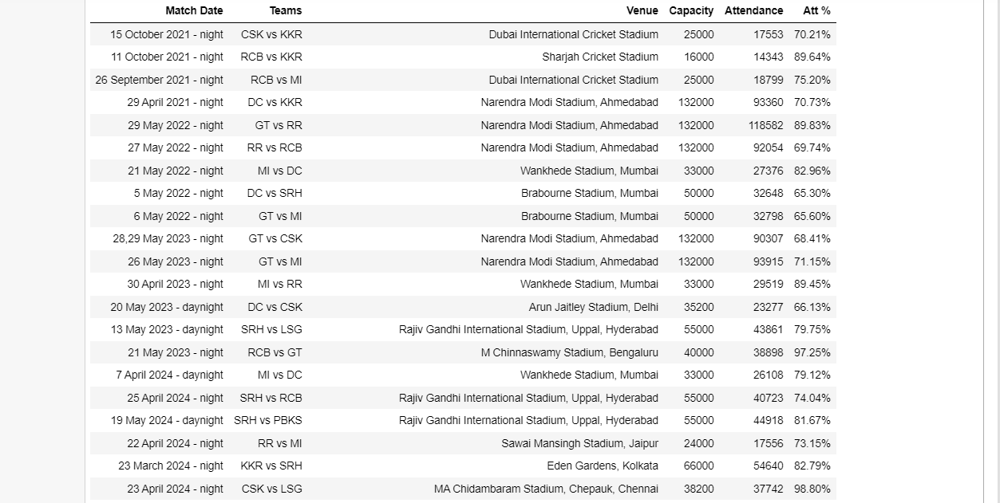 Match Date Teams Venue Capacity Attendance Att %
15 October 2021 - night CSK vs KKR Dubai International Cricket Stadium 25000 17553 70.21%
11 October 2021 - night RCB vs KKR Sharjah Cricket Stadium 16000 14343 89.64%
26 September 2021 - night RCB vs MI Dubai International Cricket Stadium 25000 18799 75.20%
29 April 2021 - night DC vs KKR Narendra Modi Stadium, Ahmedabad 132000 93360 70.73%
29 May 2022 - night GT vs RR Narendra Modi Stadium, Ahmedabad 132000 118582 89.83%
27 May 2022 - night RR vs RCB Narendra Modi Stadium, Ahmedabad 132000 92054 69.74%
21 May 2022 - night MI vs DC Wankhede Stadium, Mumbai 33000 27376 82.96%
5 May 2022 - night DC vs SRH Brabourne Stadium, Mumbai 50000 32648 65.30%
6 May 2022 - night GT vs MI Brabourne Stadium, Mumbai 50000 32798 65.60%
28,29 May 2023 - night GT vs CSK Narendra Modi Stadium, Ahmedabad 132000 90307 68.41%
26 May 2023 - night GT vs MI Narendra Modi Stadium, Ahmedabad 132000 93915 71.15%
30 April 2023 - night MI vs RR Wankhede Stadium, Mumbai 33000 29519 89.45%
20 May 2023 - daynight DC vs CSK Arun Jaitley Stadium, Delhi 35200 23277 66.13%
13 May 2023 - daynight SRH vs LSG Rajiv Gandhi International Stadium, Uppal, Hyderabad 55000 43861 79.75%
21 May 2023 - night RCB vs GT M Chinnaswamy Stadium, Bengaluru 40000 38898 97.25%
7 April 2024 - daynight MI vs DC Wankhede Stadium, Mumbai 33000 26108 79.12%
25 April 2024 - night SRH vs RCB Rajiv Gandhi International Stadium, Uppal, Hyderabad 55000 40723 74.04%
19 May 2024 - daynight SRH vs PBKS Rajiv Gandhi International Stadium, Uppal, Hyderabad 55000 44918 81.67%
22 April 2024 - night RR vs MI Sawai Mansingh Stadium, Jaipur 24000 17556 73.15%
23 March 2024 - night KKR vs SRH Eden Gardens, Kolkata 66000 54640 82.79%
23 April 2024 - night CSK vs LSG MA Chidambaram Stadium, Chepauk, Chennai 38200 37742 98.80%